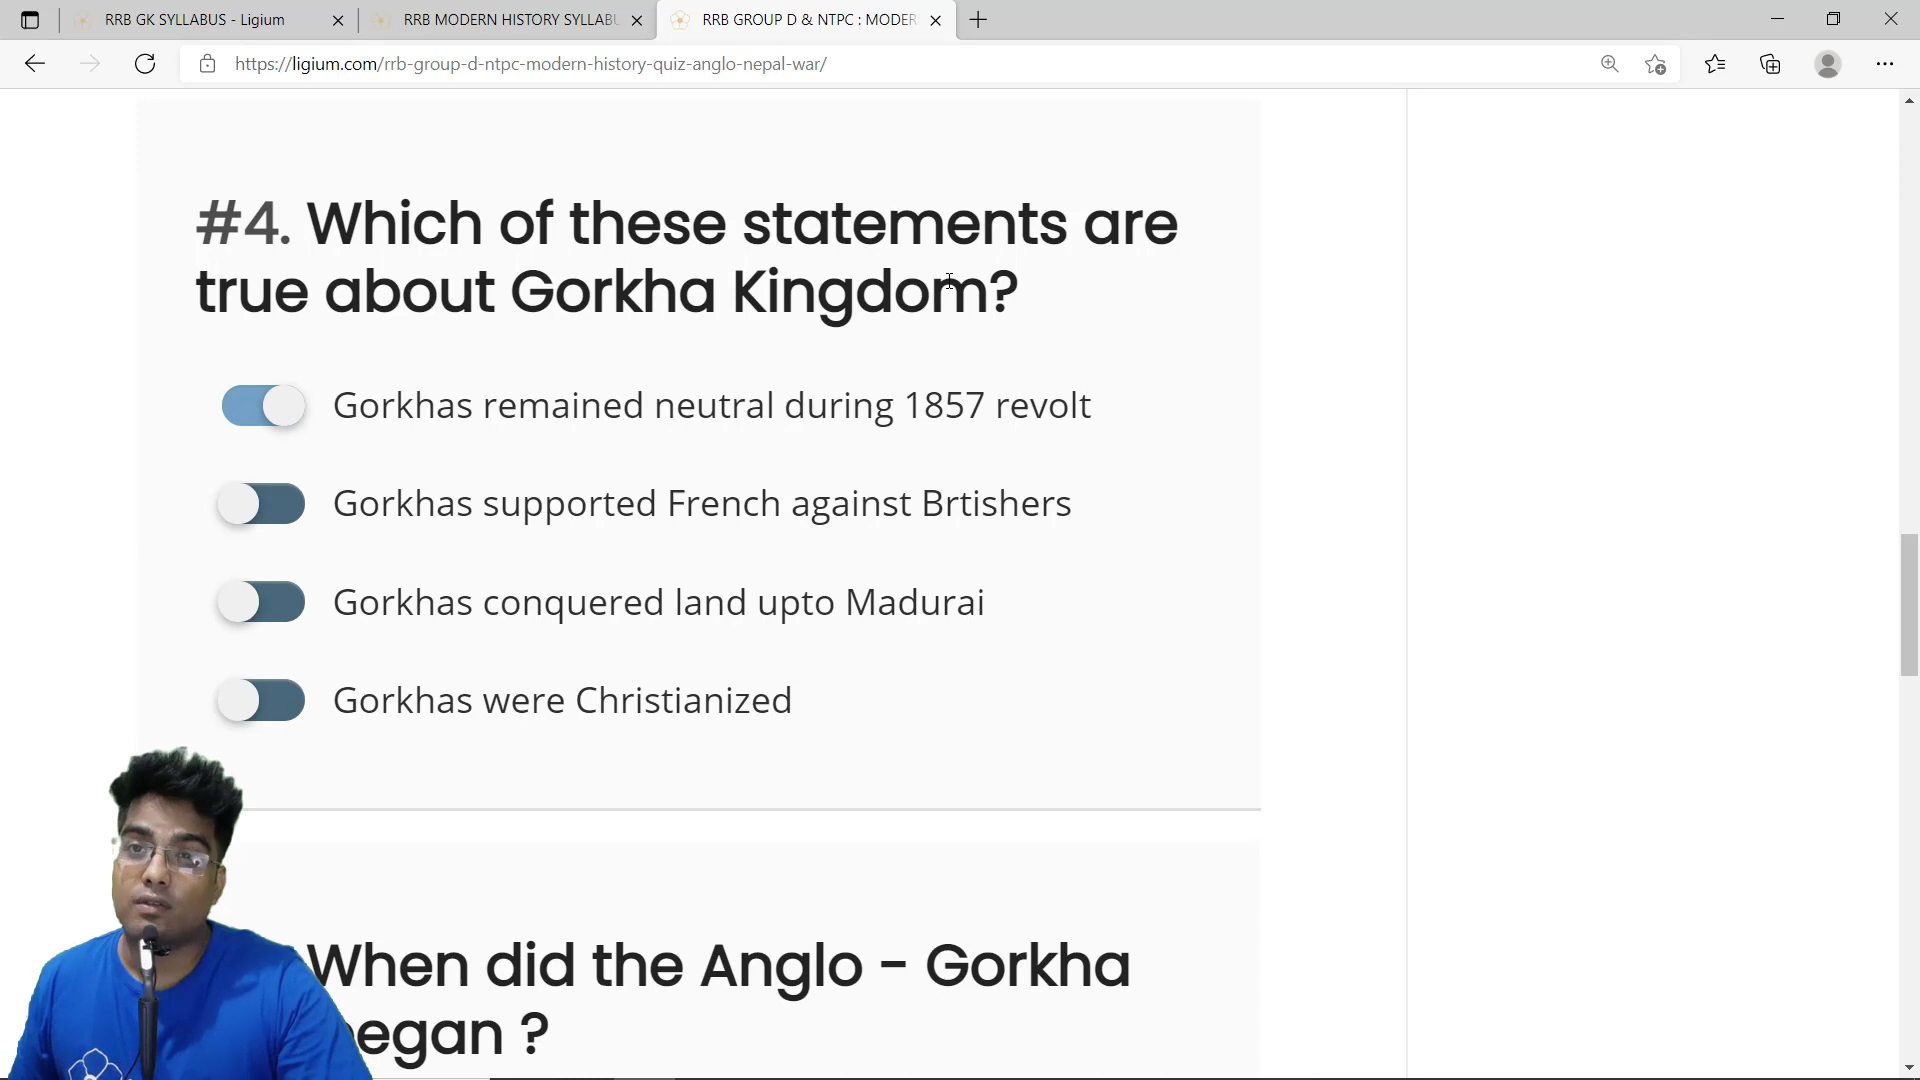 RRB GK SYLLABUS - Ligium
RRB MODERN HISTORY SYLLABU
RRB GROUP D & NTPC : MODER
https://ligium.com/rrb-group-d-ntpc-modern-history-quiz-anglo-nepal-war/
#4. Which of these statements are
true about Gorkha Kingdom?
Gorkhas remained neutral during 1857 revolt
Gorkhas supported French against Brtishers
Gorkhas conquered land upto Madurai
Gorkhas were Christianized
When did the Anglo - Gorkha
began ?